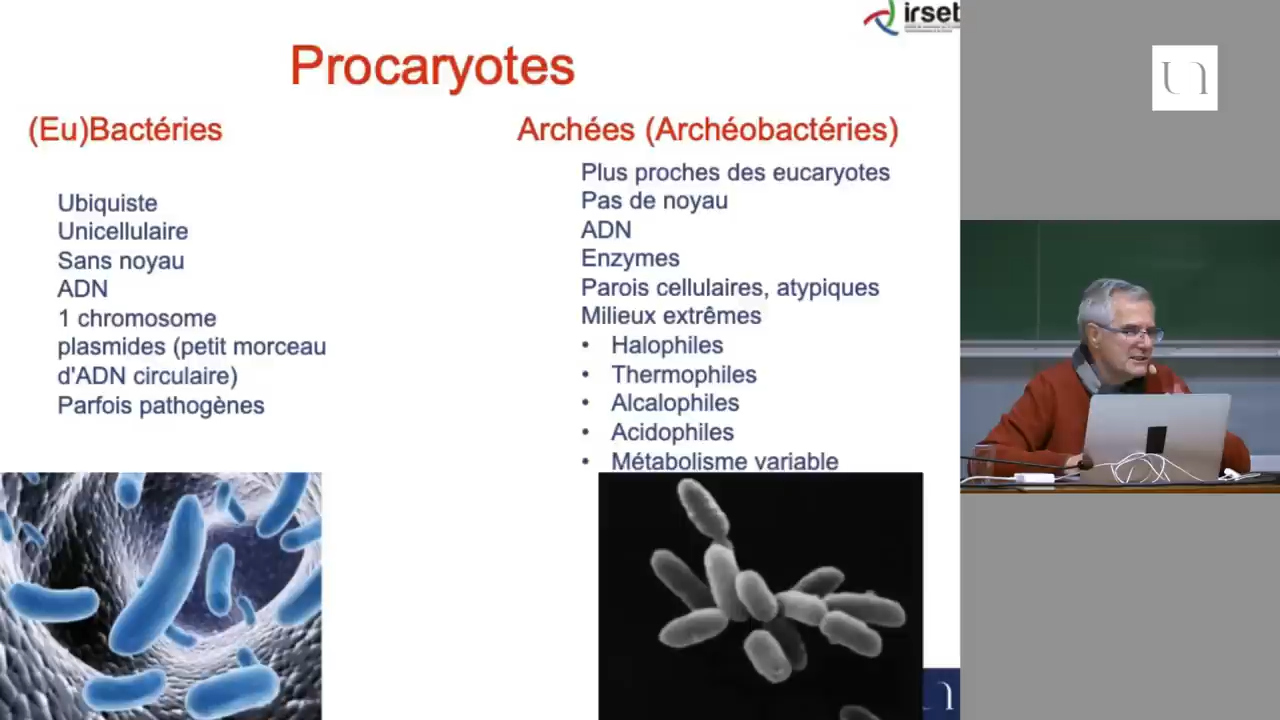 irset
Procaryotes
(Eu)Bactéries
Ubiquiste
Unicellulaire
Sans noyau
ADN
1 chromosome
plasmides (petit morceau
d'ADN circulaire)
Parfois pathogènes
Archées (Archéobactéries)
Plus proches des eucaryotes
Pas de noyau
ADN
Enzymes
Parois cellulaires, atypiques
Milieux extrêmes
• Halophiles
• Thermophiles
• Alcalophiles
• Acidophiles
• Métabolisme variable